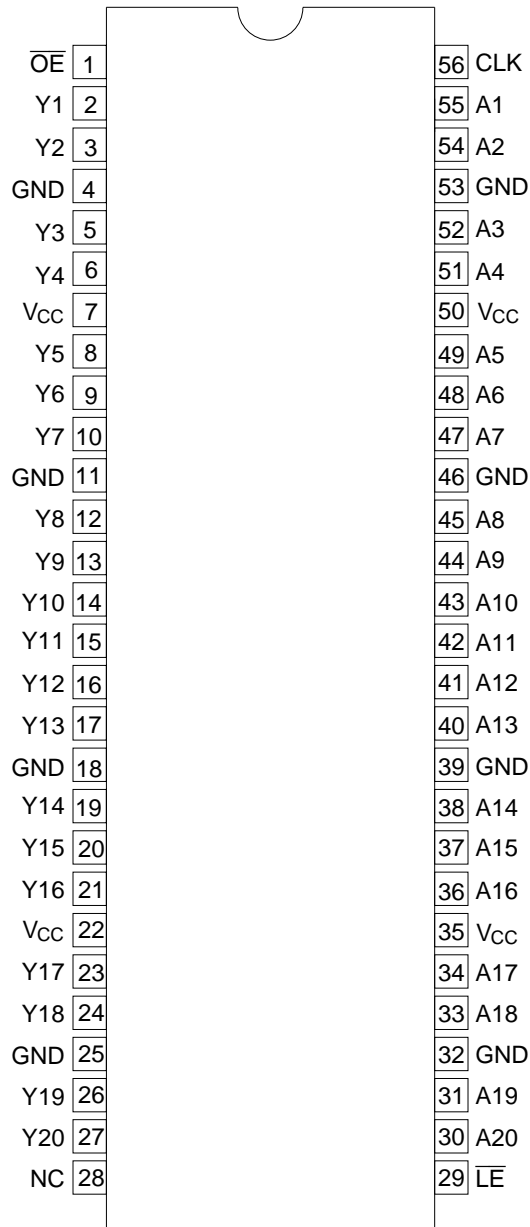 O̅E̅ 1 56 CLK
Y1 2 55 A1
Y2 3 54 A2
GND 4 53 GND
Y3 5 52 A3
Y4 6 51 A4
VCC 7 50 VCC
Y5 8 49 A5
Y6 9 48 A6
Y7 10 47 A7
GND 11 46 GND
Y8 12 45 A8
Y9 13 44 A9
Y10 14 43 A10
Y11 15 42 A11
Y12 16 41 A12
Y13 17 40 A13
GND 18 39 GND
Y14 19 38 A14
Y15 20 37 A15
Y16 21 36 A16
VCC 22 35 VCC
Y17 23 34 A17
Y18 24 33 A18
GND 25 32 GND
Y19 26 31 A19
Y20 27 30 A20
NC 28 29 L̅E̅